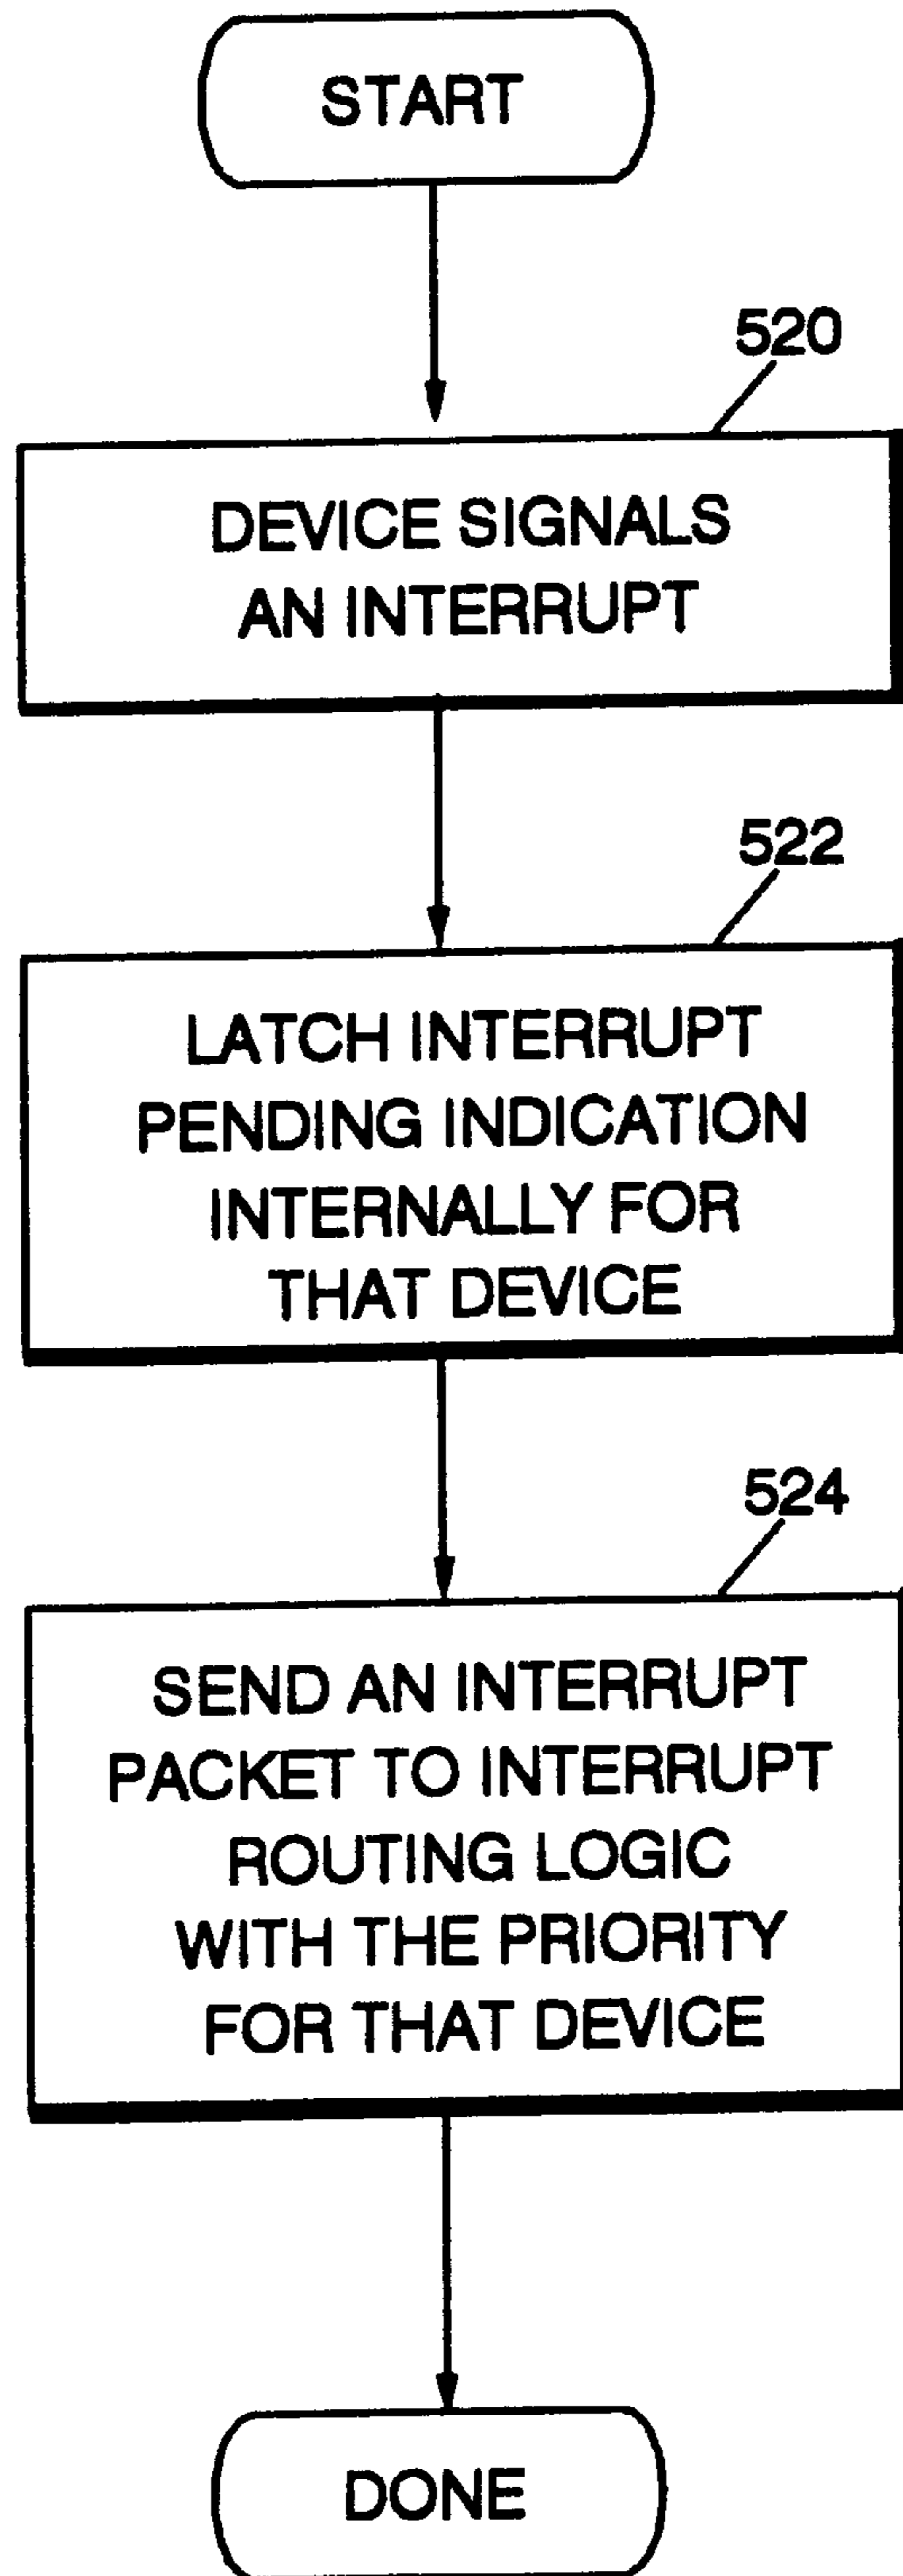 START
520
DEVICE SIGNALS
AN INTERRUPT
522
LATCH INTERRUPT
PENDING INDICATION
INTERNALLY FOR
THAT DEVICE
524
SEND AN INTERRUPT
PACKET TO INTERRUPT
ROUTING LOGIC
WITH THE PRIORITY
FOR THAT DEVICE
DONE